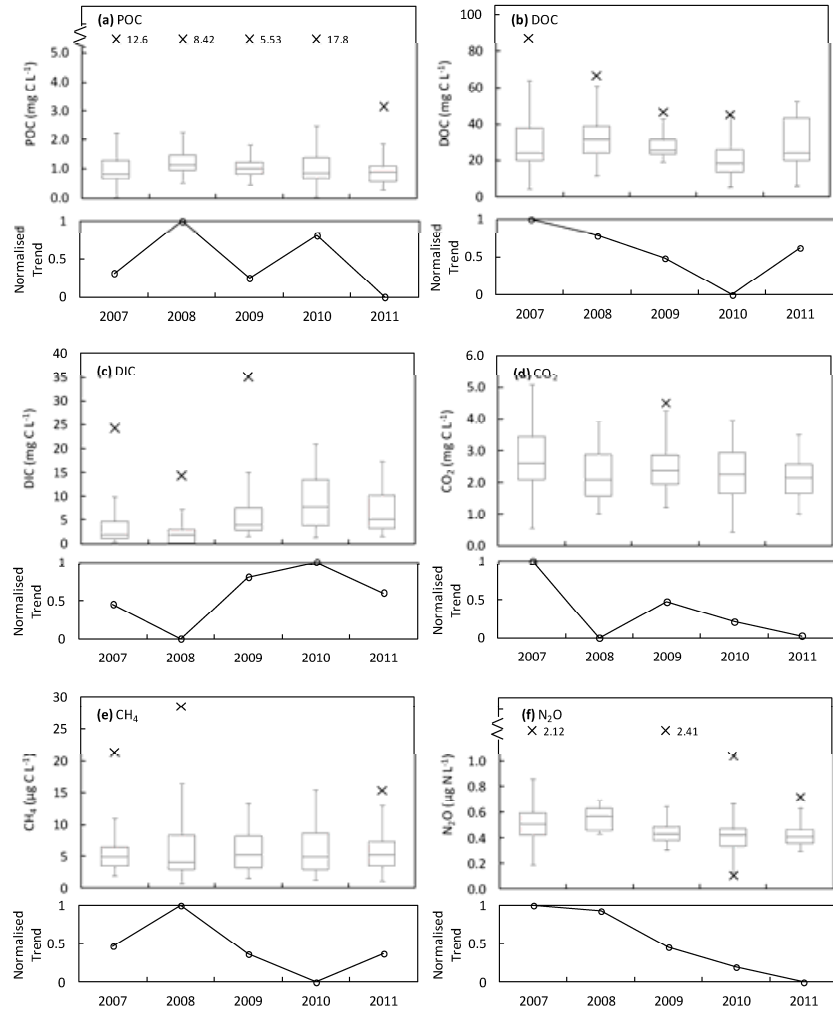 (a) POC
12.6 8.42 5.53 17.8
5.0
4.0
3.0
2.0
1.0
0.0
POC (mg C L⁻¹)
1
0.5
0
Normalised Trend
2007 2008 2009 2010 2011
(b) DOC
100
80
60
40
20
0
DOC (mg C L⁻¹)
1
0.5
0
Normalised Trend
2007 2008 2009 2010 2011
(c) DIC
40
35
30
25
20
15
10
5
0
DIC (mg C L⁻¹)
1
0.5
0
Normalised Trend
2007 2008 2009 2010 2011
(d) CO₂
6.0
5.0
4.0
3.0
2.0
1.0
0.0
CO₂ (mg C L⁻¹)
1
0.5
0
Normalised Trend
2007 2008 2009 2010 2011
(e) CH₄
30
25
20
15
10
5
0
CH₄ (µg C L⁻¹]
1
0.5
0
Normalised Trend
2007 2008 2009 2010 2011
(f) N₂O
2.12 2.41
1.0
0.8
0.6
0.4
0.2
0.0
N₂O (µg N L⁻¹)
1
0.5
0
Normalised Trend
2007 2008 2009 2010 2011